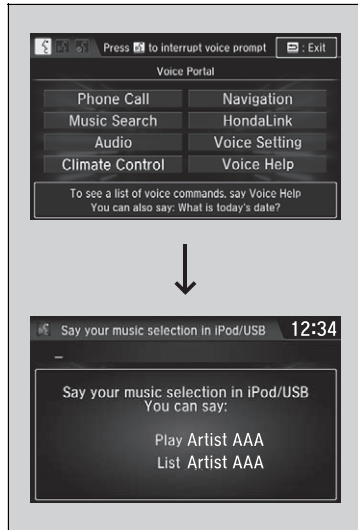 Press to interrupt voice prompt : Exit
Voice Portal
Phone Call Navigation
Music Search HondaLink
Audio Voice Setting
Climate Control Voice Help
To see a list of voice commands, say Voice Help
You can also say: What is today's date?
Say your music selection in iPod/USB 12:34
Say your music selection in iPod/USB
You can say:
Play Artist AAA
List Artist AAA